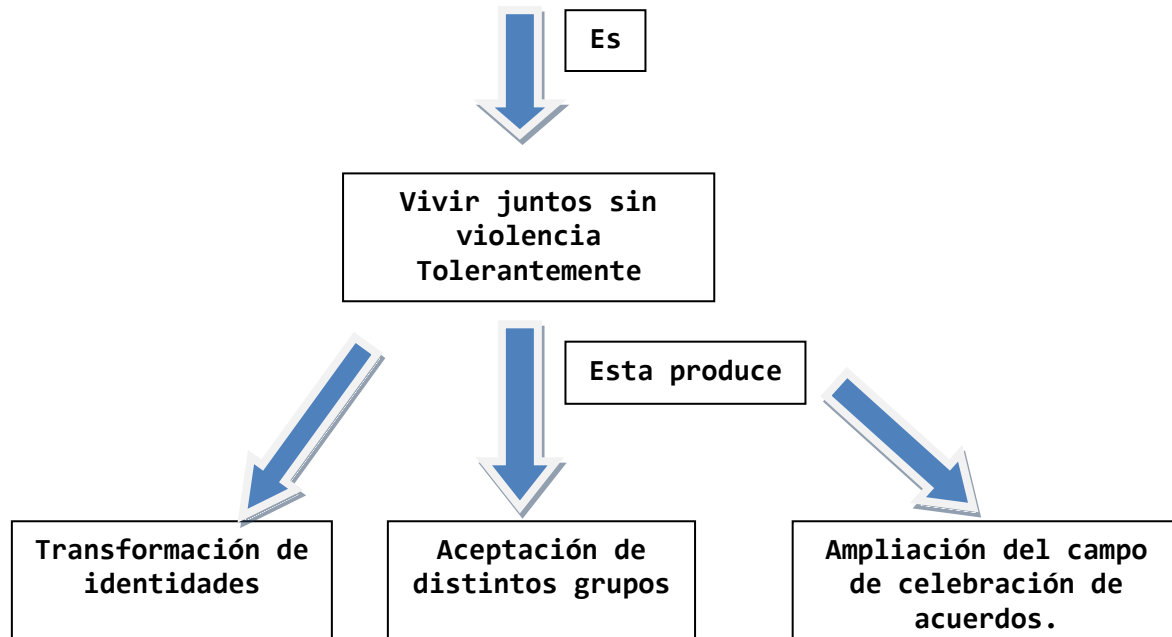 Es
Vivir juntos sin
violencia
Tolerantemente
Esta produce
Transformación de
identidades
Aceptación de
distintos grupos
Ampliación del campo
de celebración de
acuerdos.